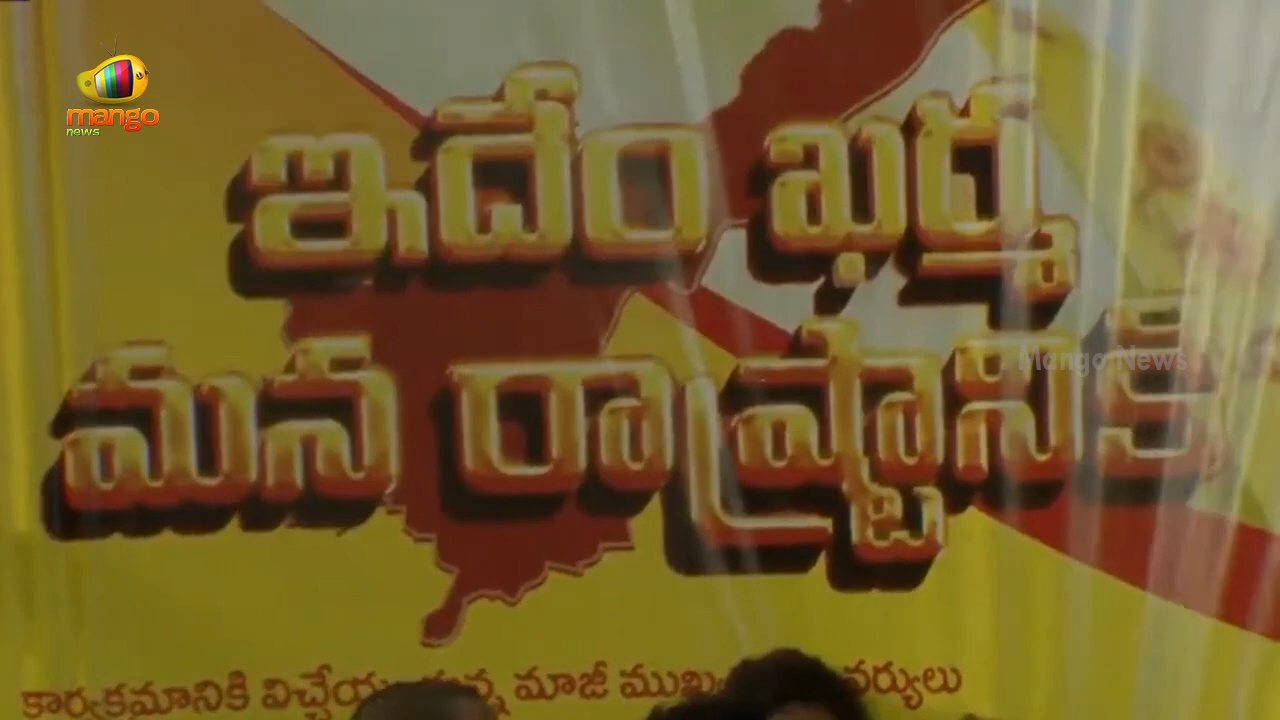 mango
news
ఇదేం ఖర్మ
మన రాష్ట్రానికి
Mango News
కార్యక్రమానికి మాజీ